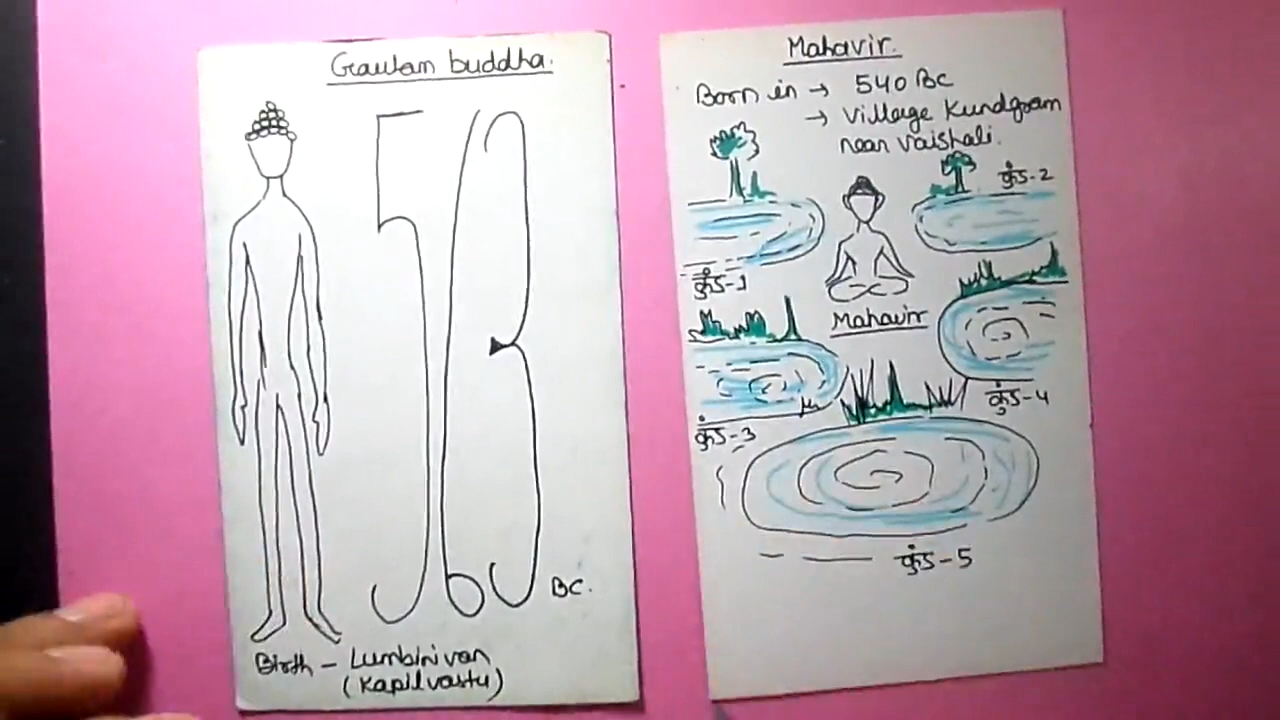 Gautam buddha.
563 BC.
Birth - Lumbini van
(Kapilvastu)
Mahavir.
Born in → 540 BC
→ Village Kundgram
near Vaishali.
कुंड-1
कुंड-2
Mahavir
कुंड-3
कुंड-4
कुंड-5